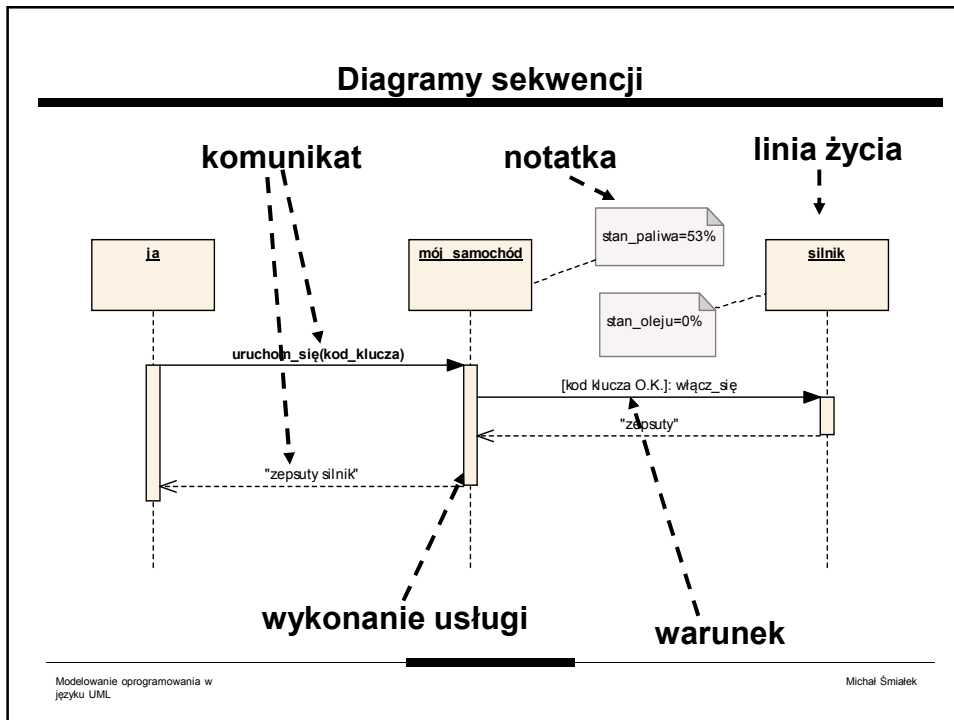 Diagramy sekwencji
komunikat
notatka
linia życia
stan_paliwa=53%
ja
mój_samochód
silnik
stan_oleju=0%
uruchom_się(kod_klucza)
[kod klucza O.K.]: włącz_się
"zepsuty"
"zepsuty silnik"
wykonanie usługi
warunek
Modelowanie oprogramowania w
języku UML
Michał Śmiałek